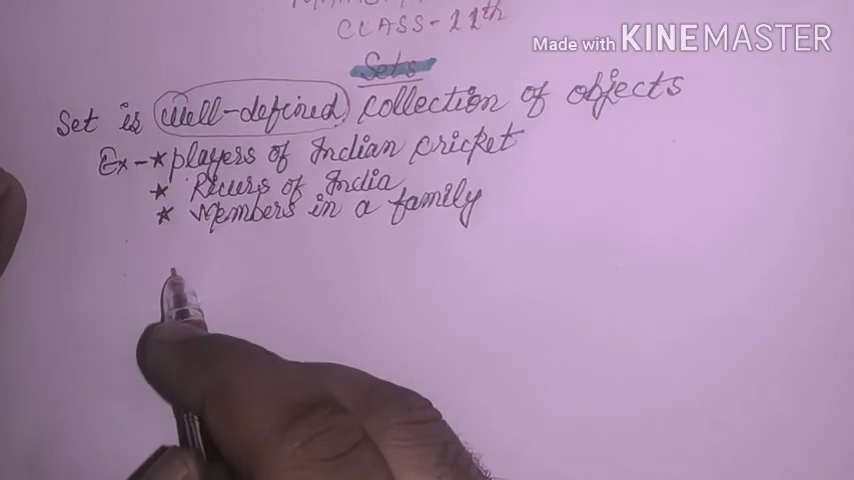 CLASS-11th
Made with KINEMASTER
Sets
Set is well-defined collection of objects
Ex-* players of Indian cricket
* Rivers of India
* Members in a family